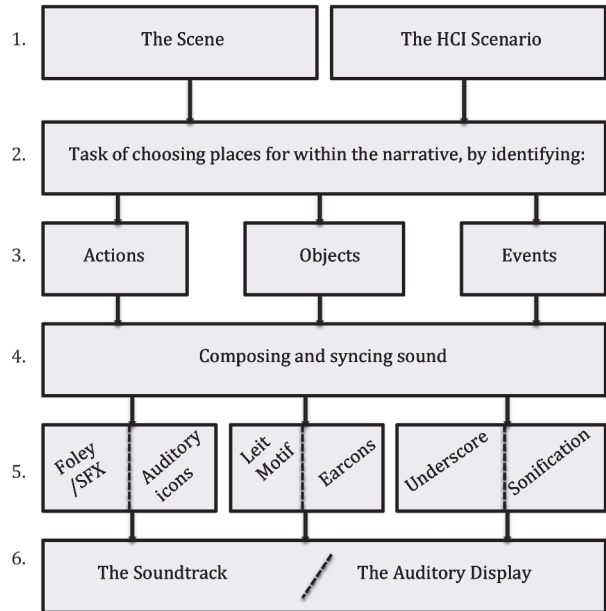 1. The Scene The HCI Scenario
2. Task of choosing places for within the narrative, by identifying:
3. Actions Objects Events
4. Composing and syncing sound
5. Foley
/SFX
Auditory
icons
Leit
Motif
Earcons
Underscore
Sonification
6. The Soundtrack / The Auditory Display